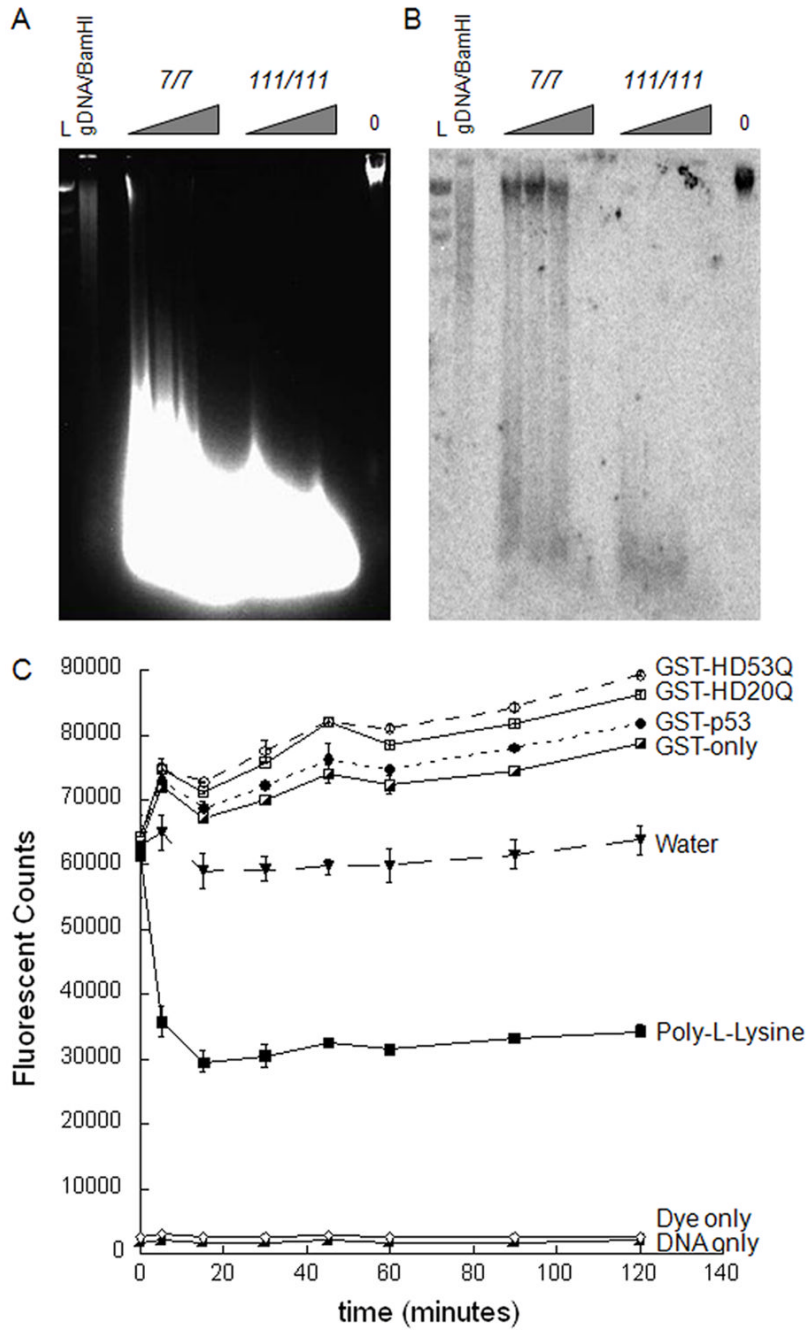 A
L
gDNA/BamHI
7/7
111/111
0
B
L
gDNA/BamHI
7/7
111/111
0
C
Fluorescent Counts
90000
80000
70000
60000
50000
40000
30000
20000
10000
0
GST-HD53Q
GST-HD20Q
GST-p53
GST-only
Water
Poly-L-Lysine
Dye only
DNA only
0 20 40 60 80 100 120 140
time (minutes)